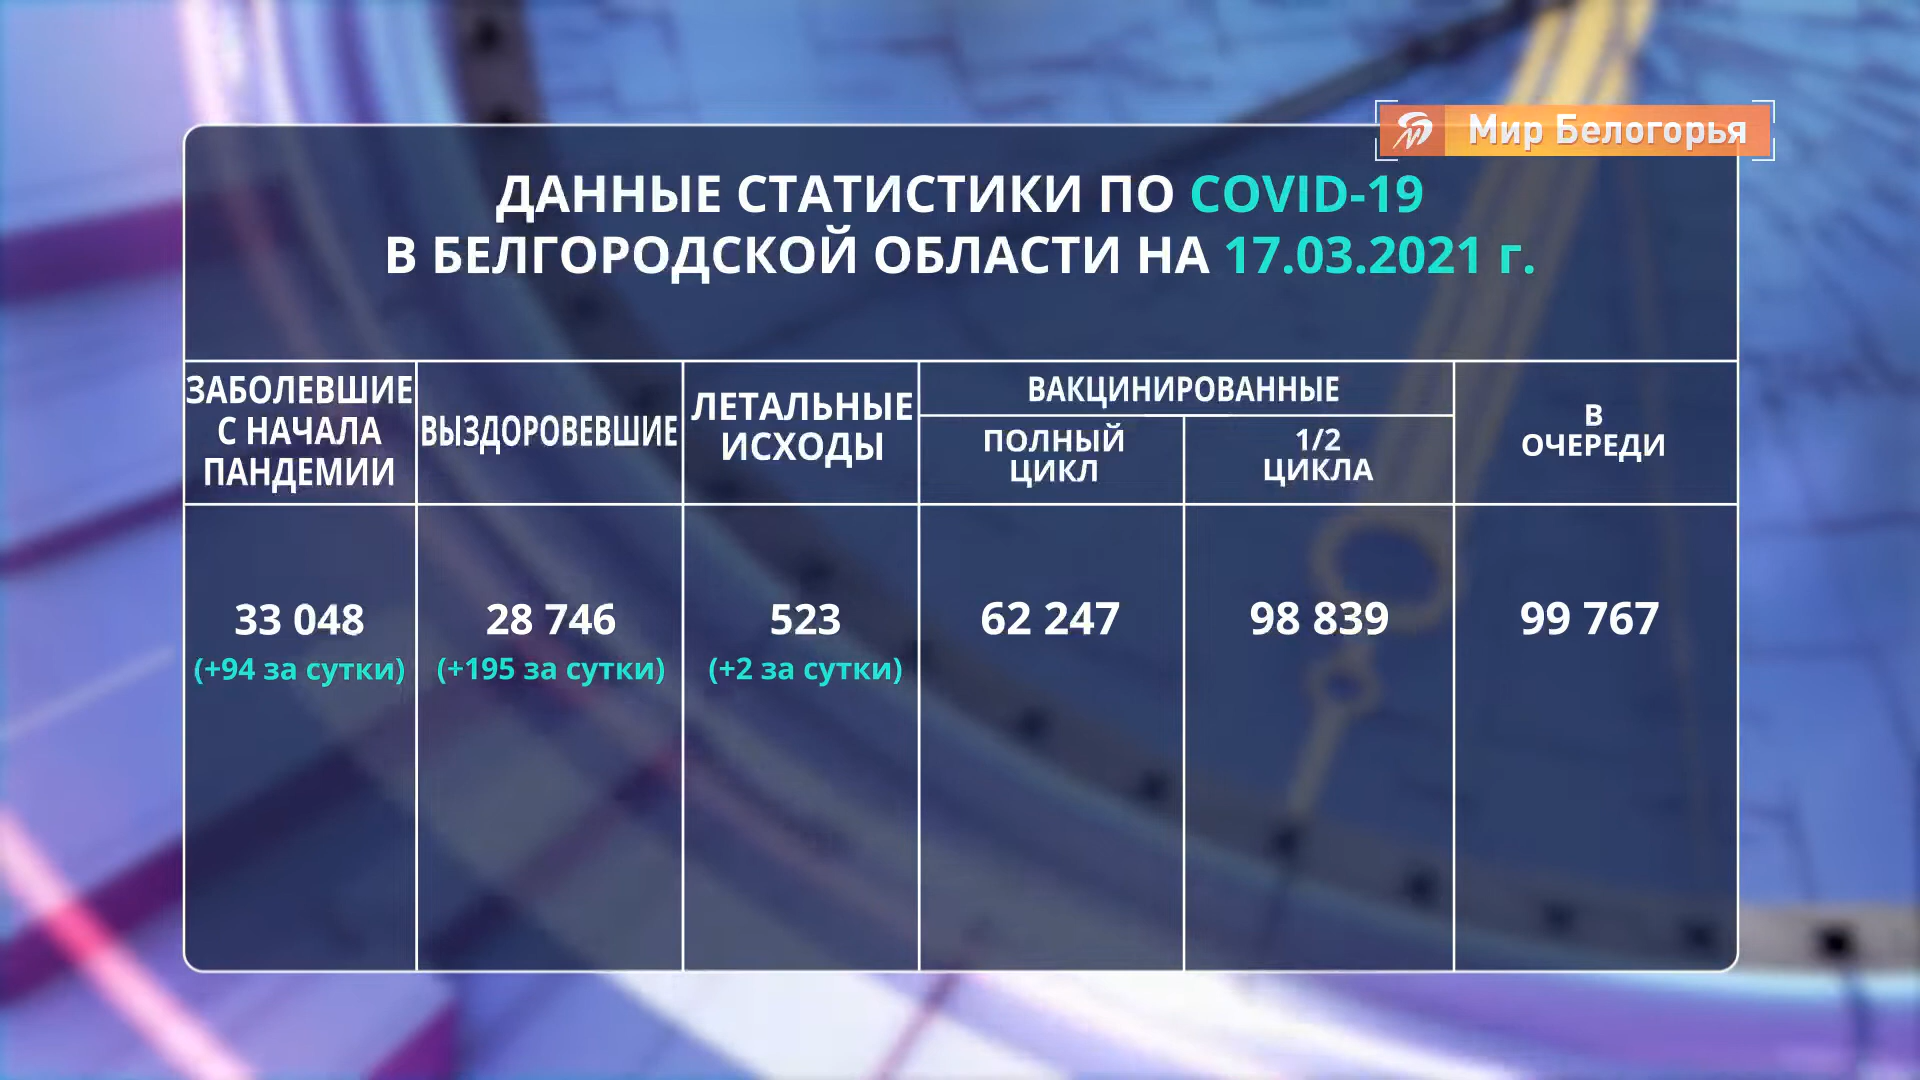 Мир Белогорья
ДАННЫЕ СТАТИСТИКИ ПО COVID-19
В БЕЛГОРОДСКОЙ ОБЛАСТИ НА 17.03.2021 г.
ЗАБОЛЕВШИЕ
С НАЧАЛА
ПАНДЕМИИ
ВЫЗДОРОВЕВШИЕ
ЛЕТАЛЬНЫЕ
ИСХОДЫ
ВАКЦИНИРОВАННЫЕ
ПОЛНЫЙ
ЦИКЛ
1/2
ЦИКЛА
В
ОЧЕРЕДИ
33 048
(+94 за сутки)
28 746
(+195 за сутки)
523
(+2 за сутки)
62 247
98 839
99 767